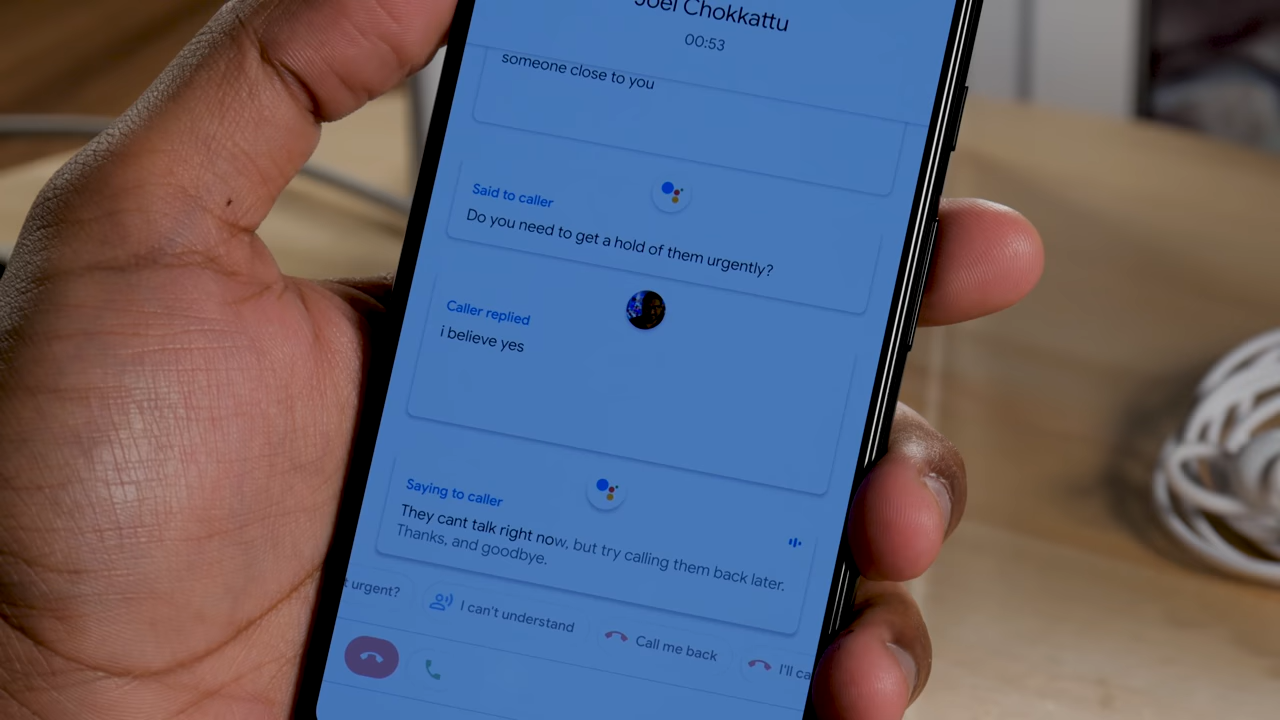 Joel Chokkattu
00:53
someone close to you
Said to caller
Do you need to get a hold of them urgently?
Caller replied
i believe yes
Saying to caller
They cant talk right now, but try calling them back later.
Thanks, and goodbye.
t urgent?
I can't understand
Call me back
I'll ca